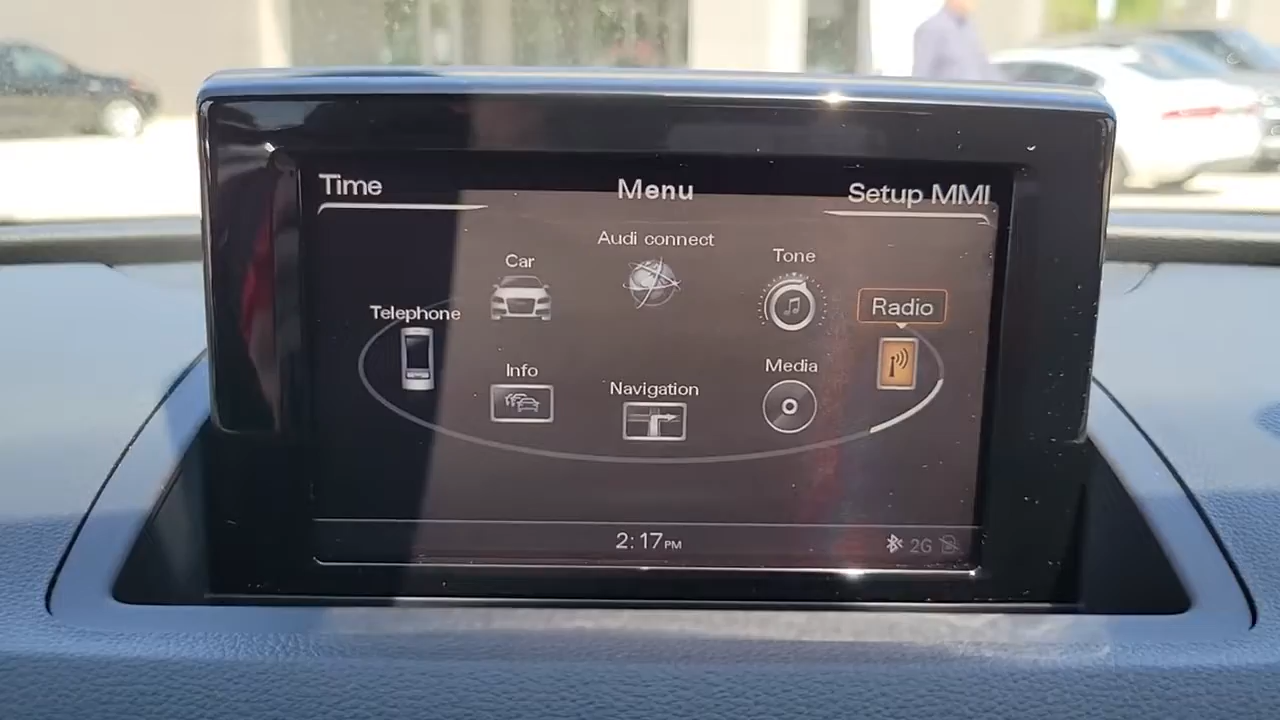 Time
Menu
Setup MMI
Audi connect
Car
Tone
Telephone
Radio
Info
Media
Navigation
2:17PM
2G